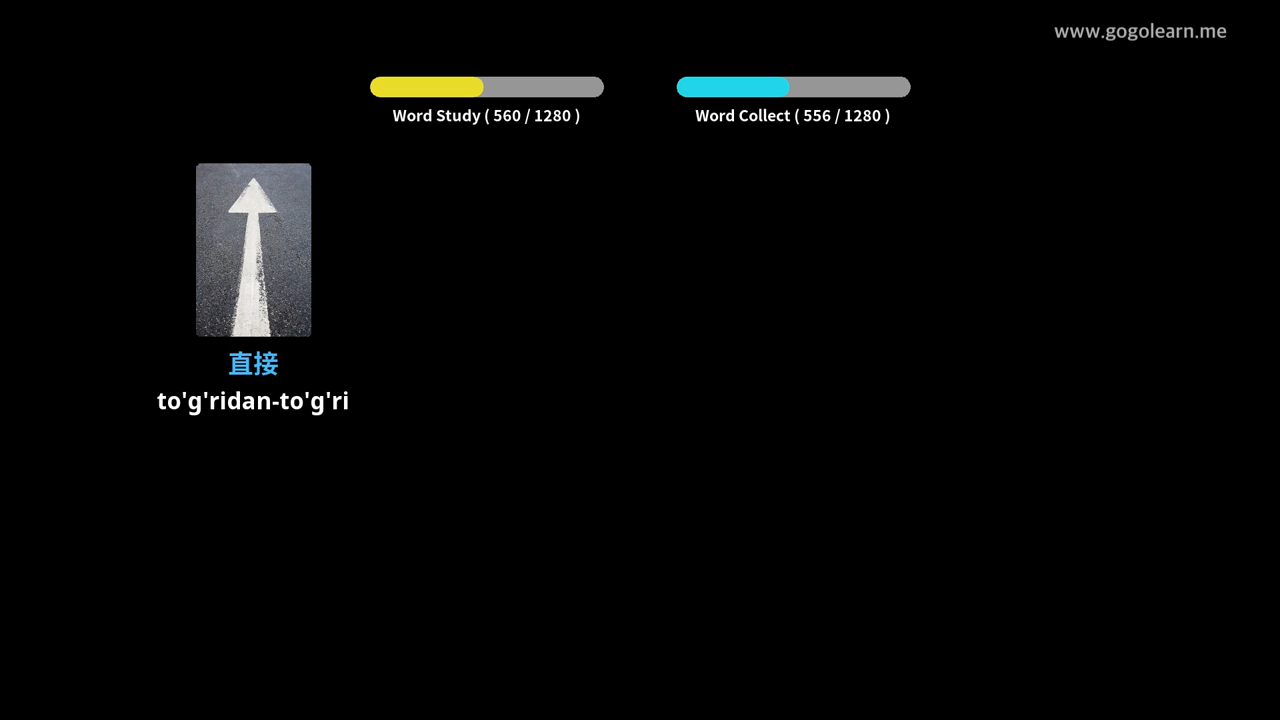 www.gogolearn.me
Word Study ( 560 / 1280 )
Word Collect ( 556 / 1280 )
直接
to'g'ridan-to'g'ri